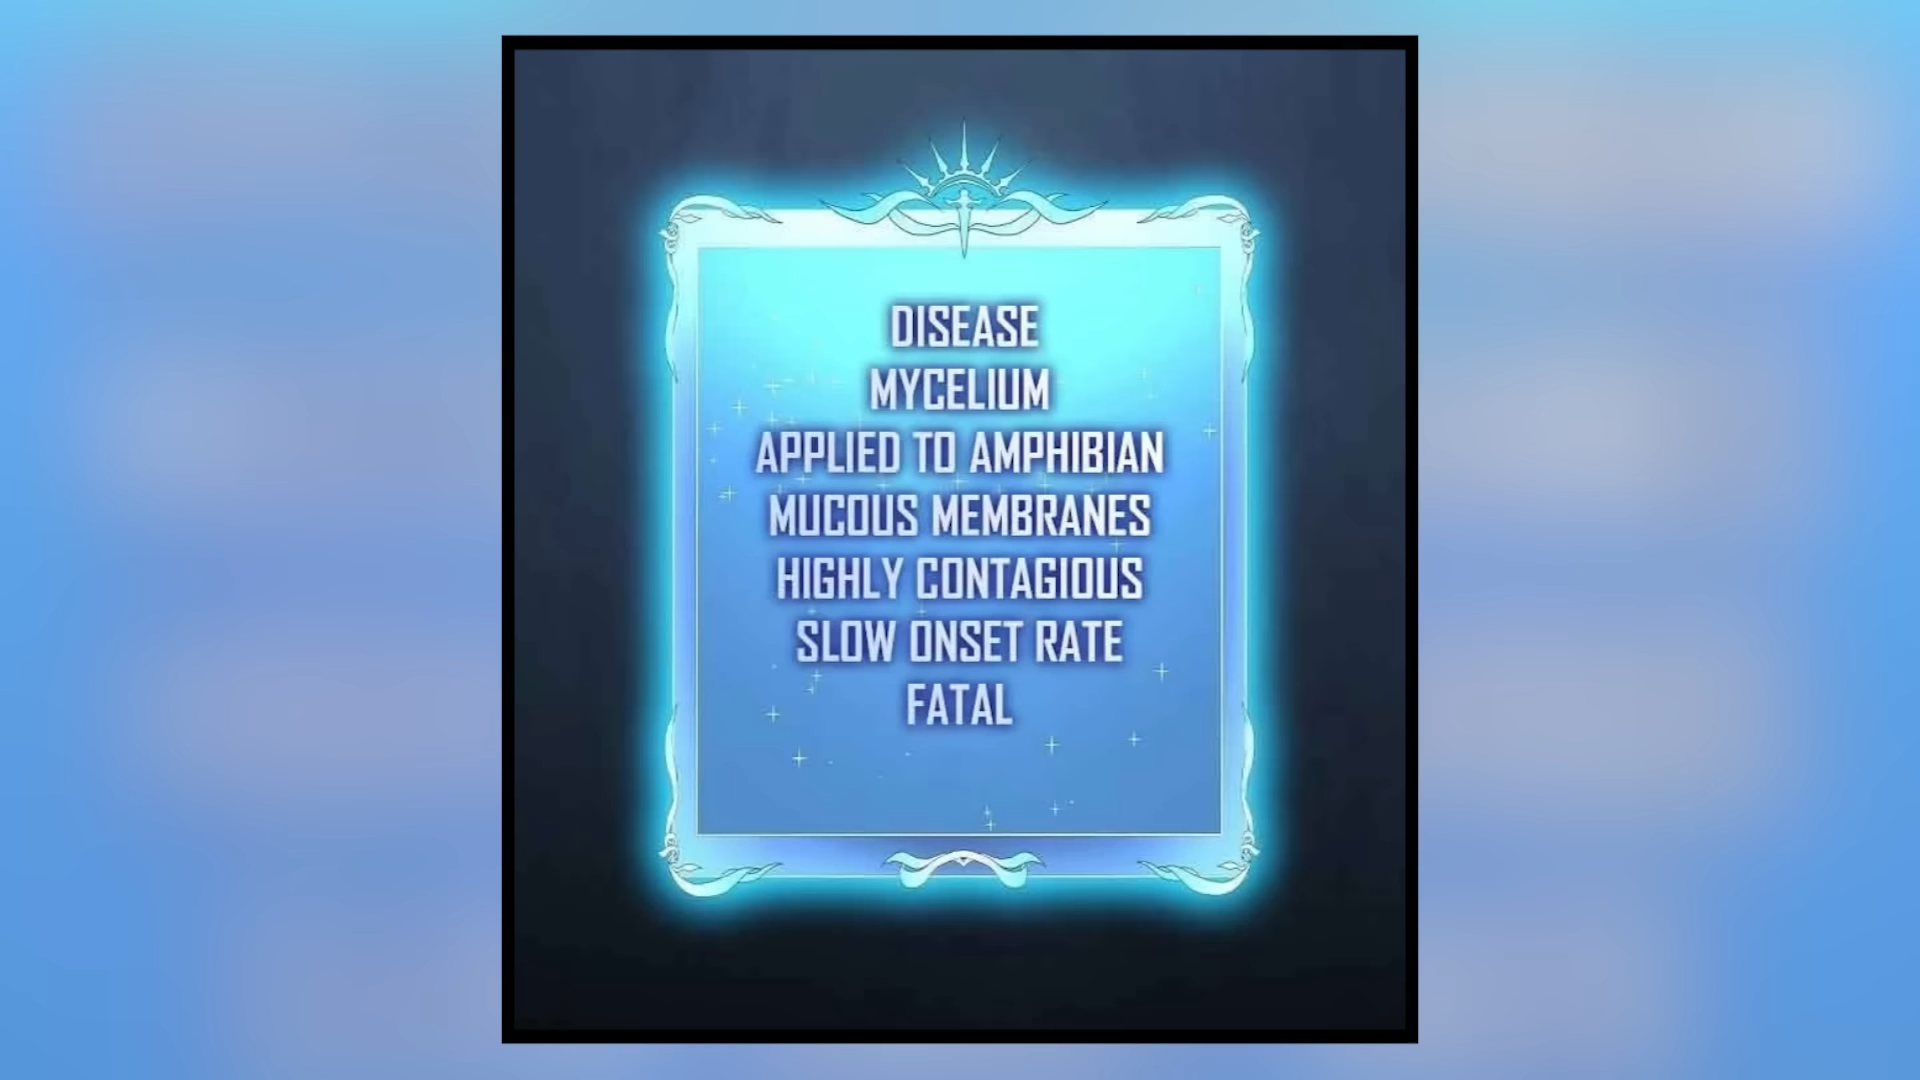 DISEASE
MYCELIUM
APPLIED TO AMPHIBIAN
MUCOUS MEMBRANES
HIGHLY CONTAGIOUS
SLOW ONSET RATE
FATAL